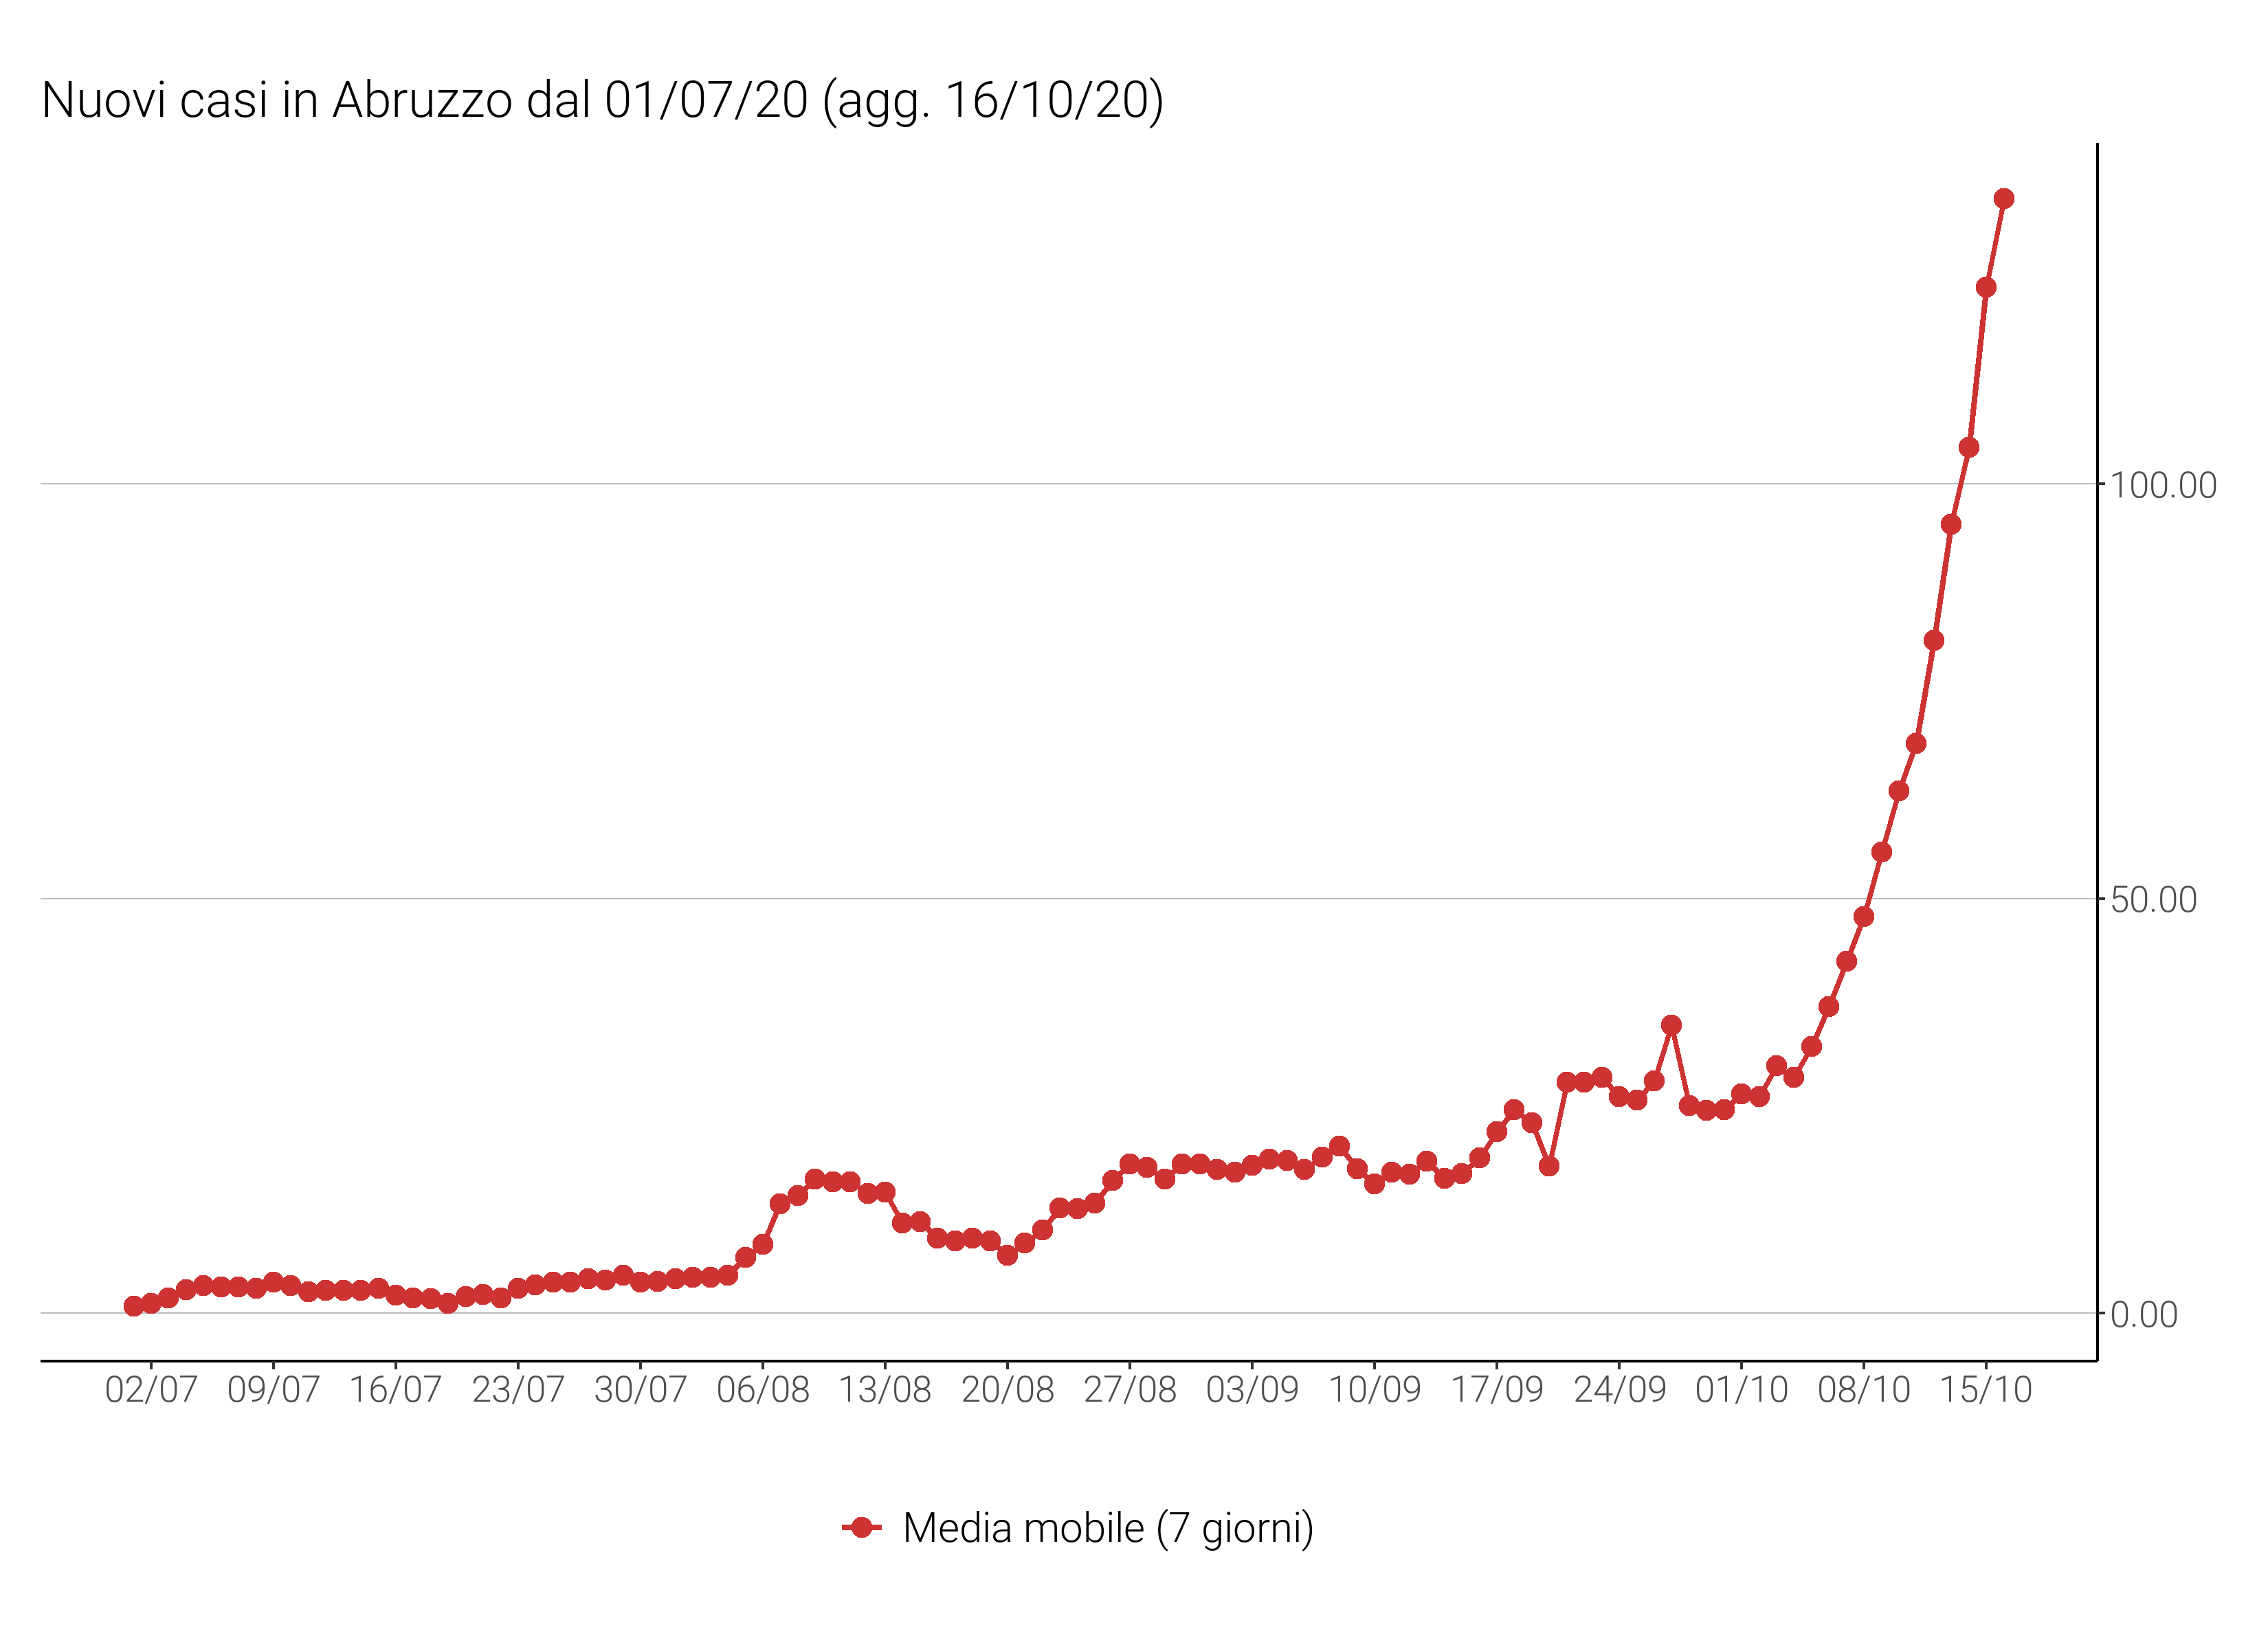 Nuovi casi in Abruzzo dal 01/07/20 (agg. 16/10/20)
100.00
50.00
0.00
02/07 09/07 16/07 23/07 30/07 06/08 13/08 20/08 27/08 03/09 10/09 17/09 24/09 01/10 08/10 15/10
Media mobile (7 giorni)